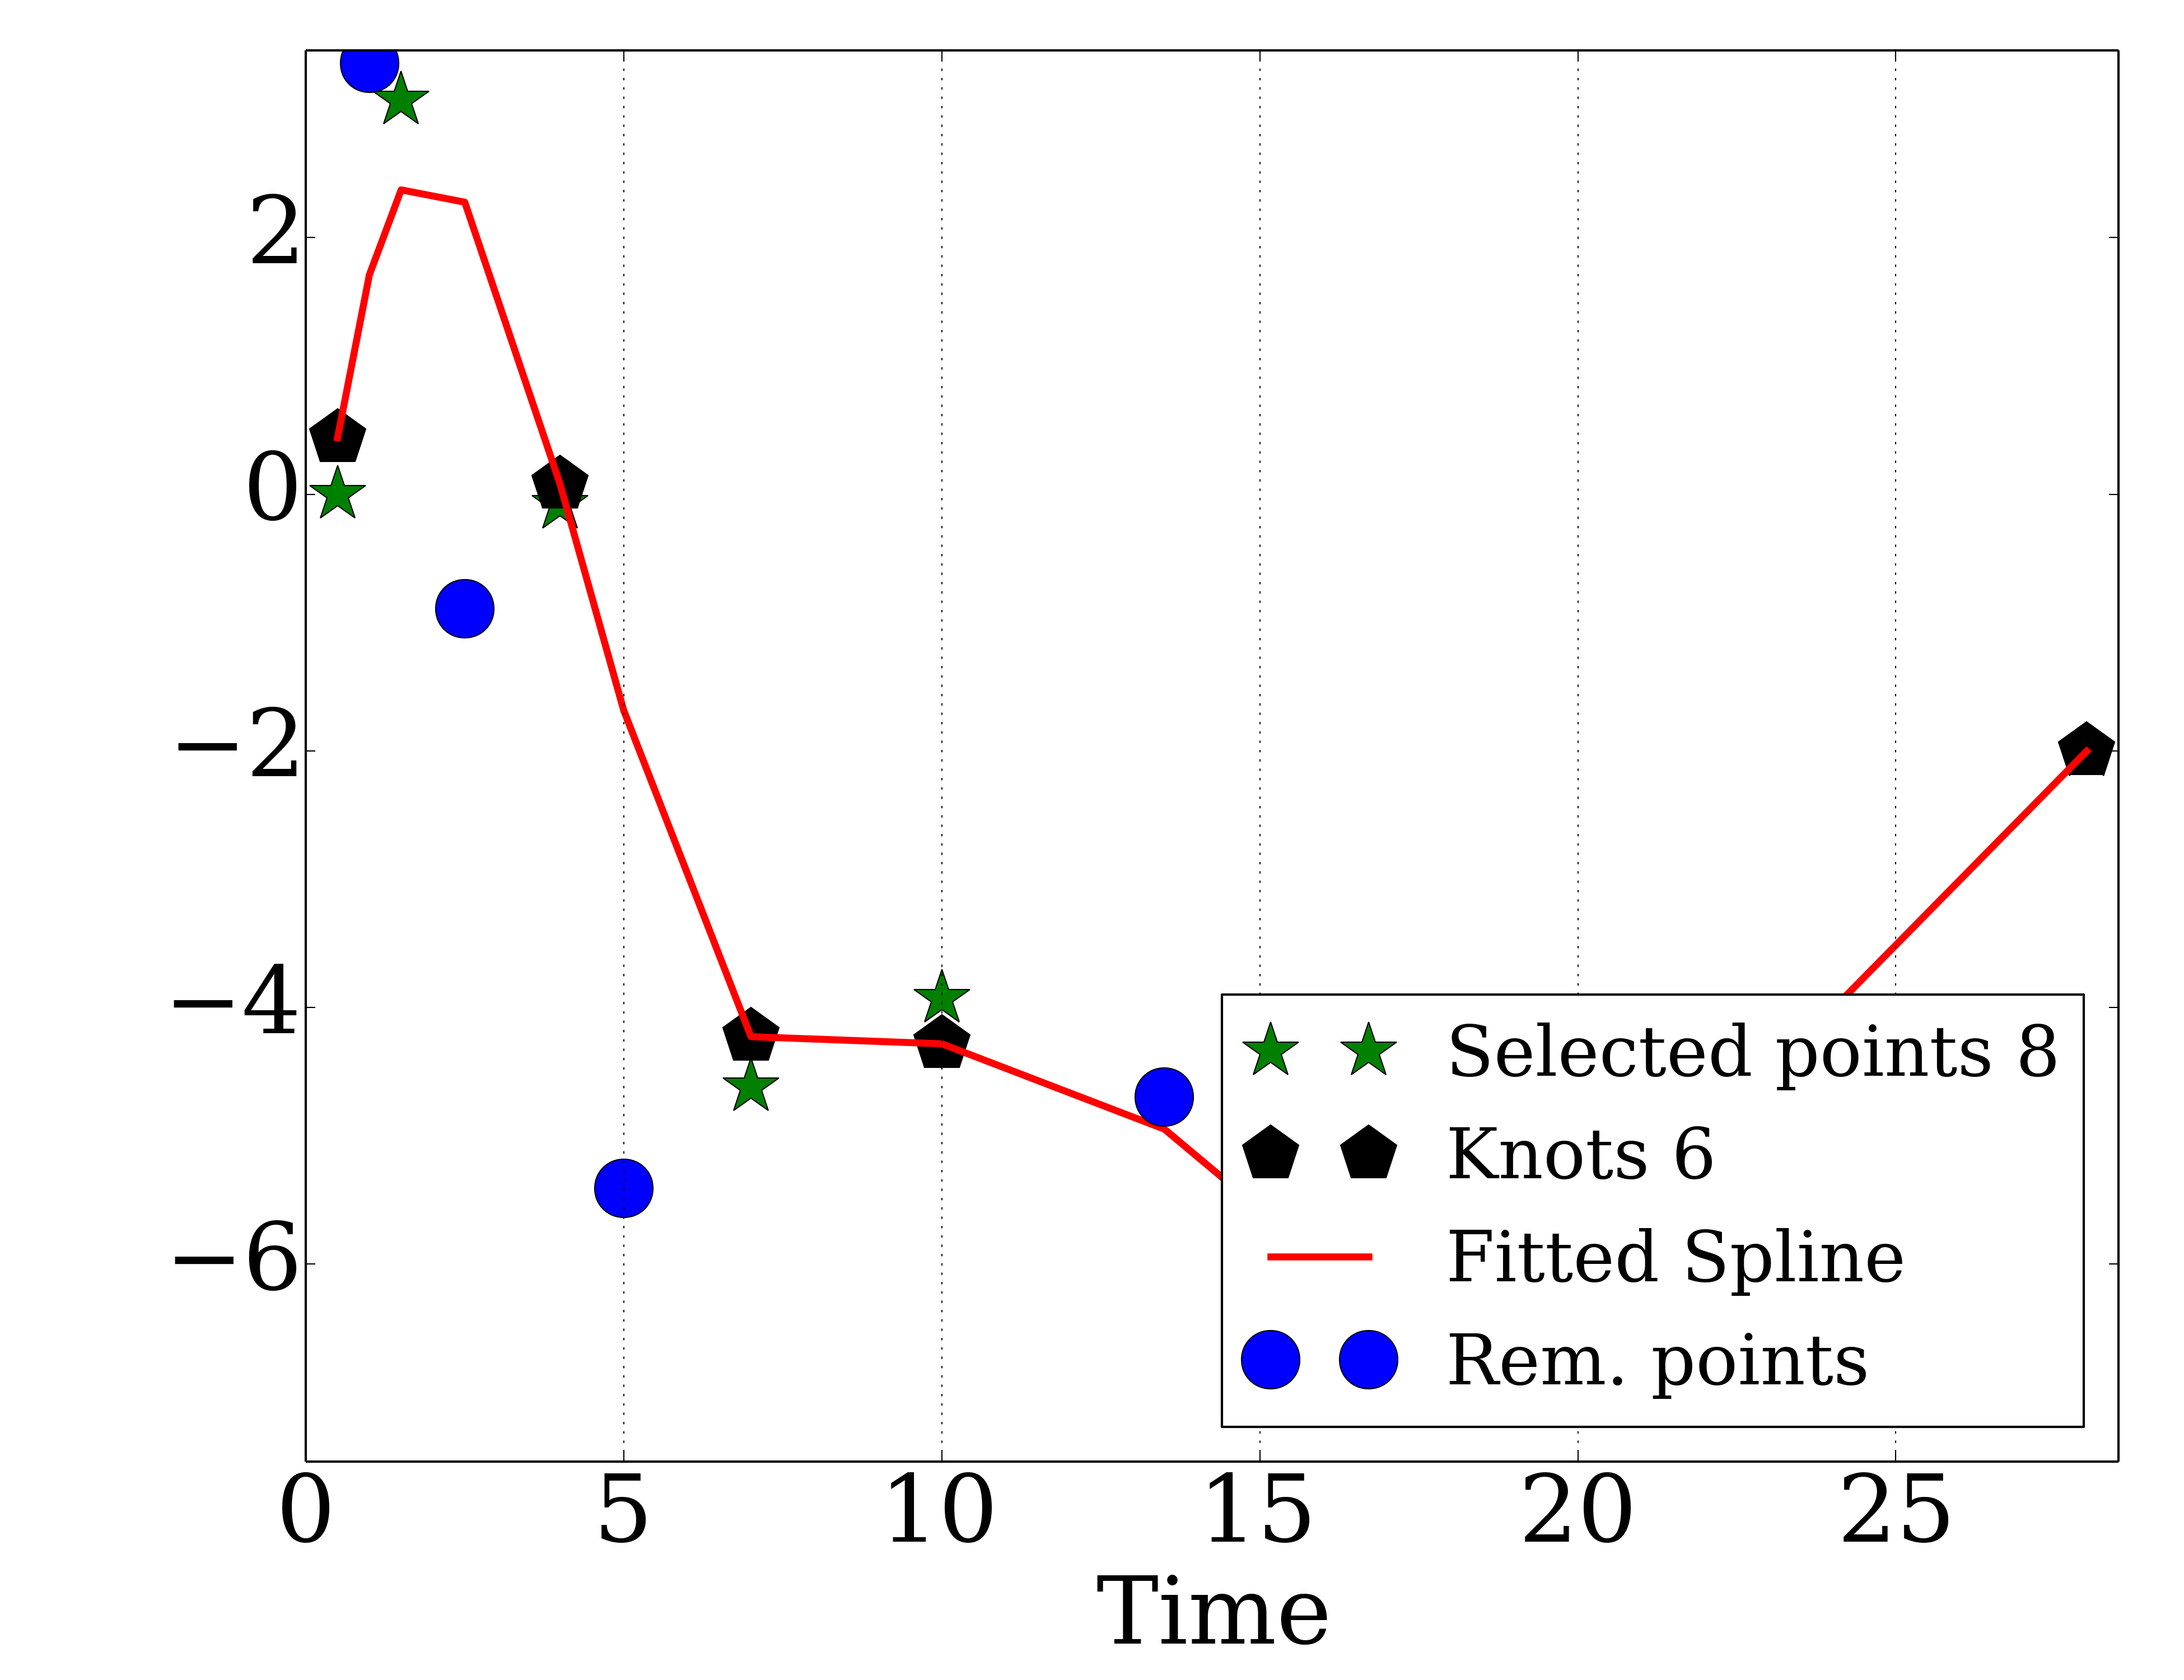 2
0
−2
−4
−6
Selected points 8
Knots 6
Fitted Spline
Rem. points
0 5 10 15 20 25
Time